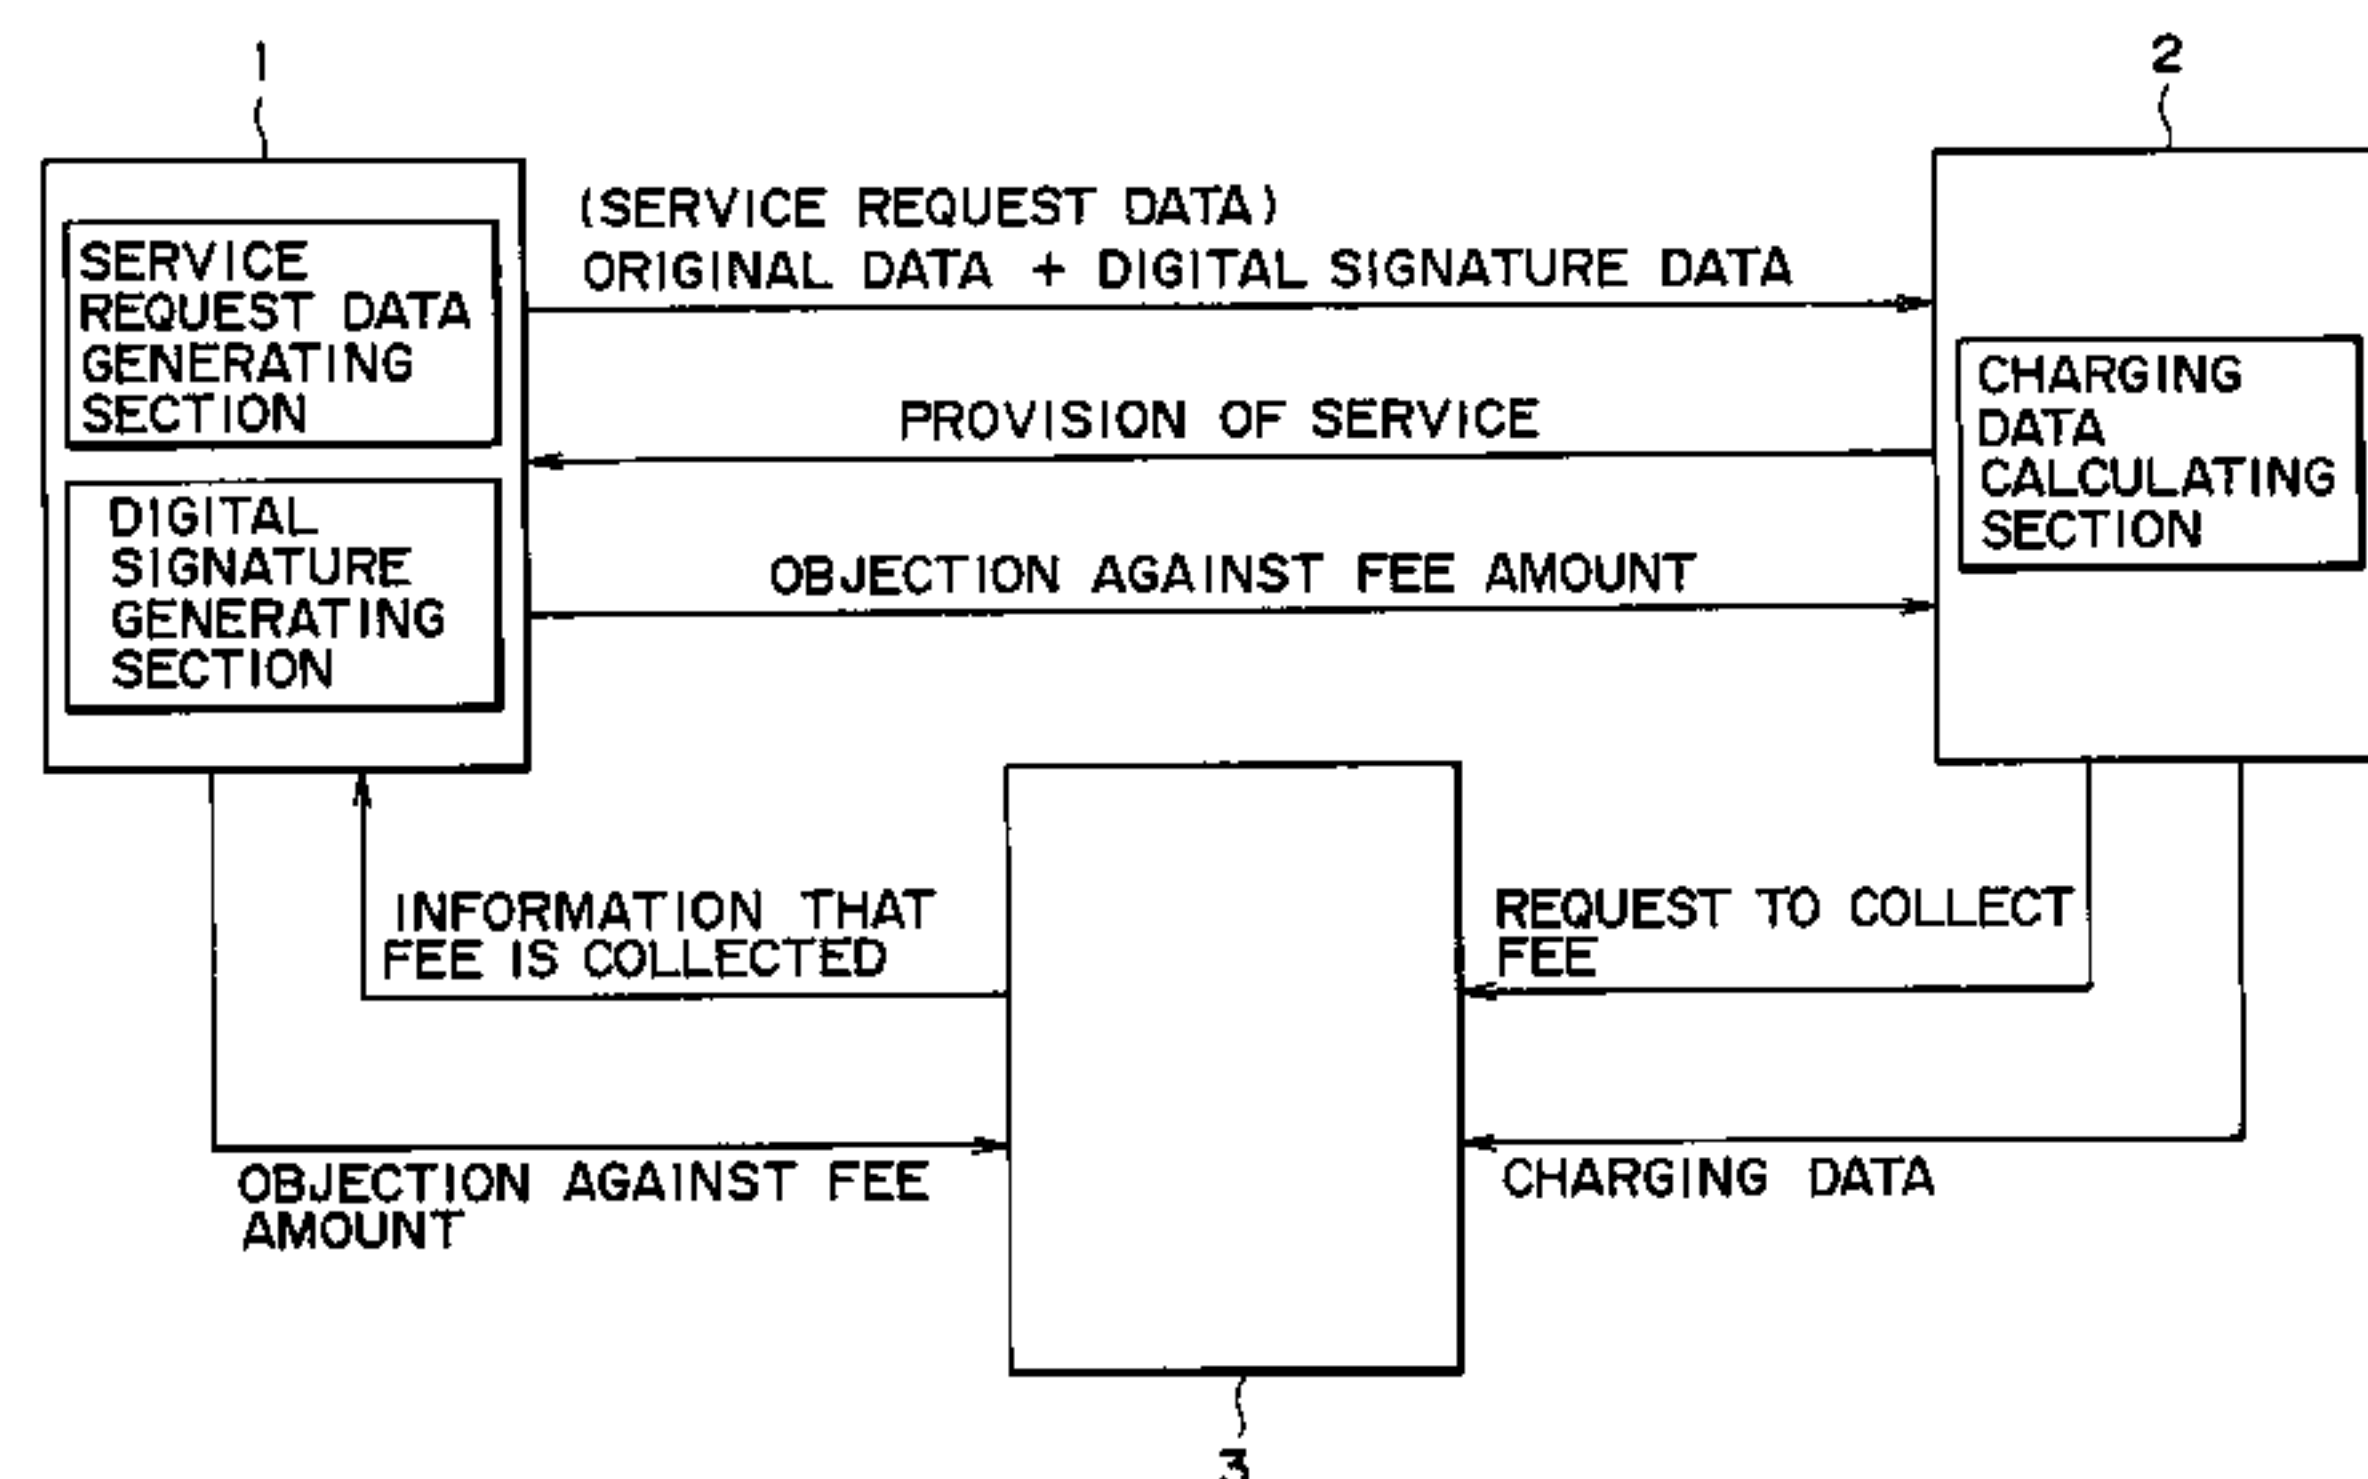 1
2
(SERVICE REQUEST DATA)
ORIGINAL DATA + DIGITAL SIGNATURE DATA
SERVICE
REQUEST DATA
GENERATING
SECTION
PROVISION OF SERVICE
CHARGING
DATA
CALCULATING
SECTION
DIGITAL
SIGNATURE
GENERATING
SECTION
OBJECTION AGAINST FEE AMOUNT
INFORMATION THAT
FEE IS COLLECTED
REQUEST TO COLLECT
FEE
OBJECTION AGAINST FEE
AMOUNT
CHARGING DATA
3